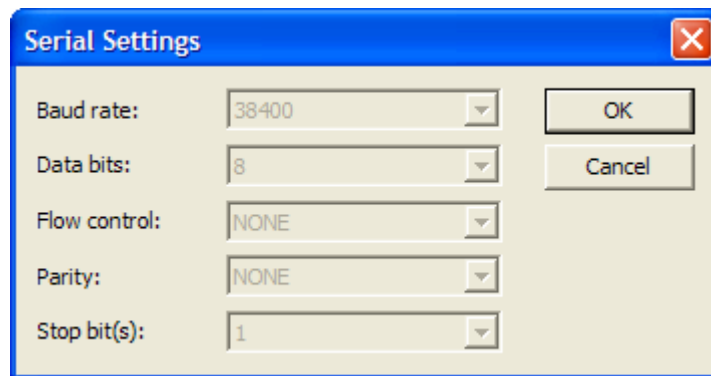 Serial Settings
Baud rate: 38400 OK
Data bits: 8 Cancel
Flow control: NONE
Parity: NONE
Stop bit(s): 1